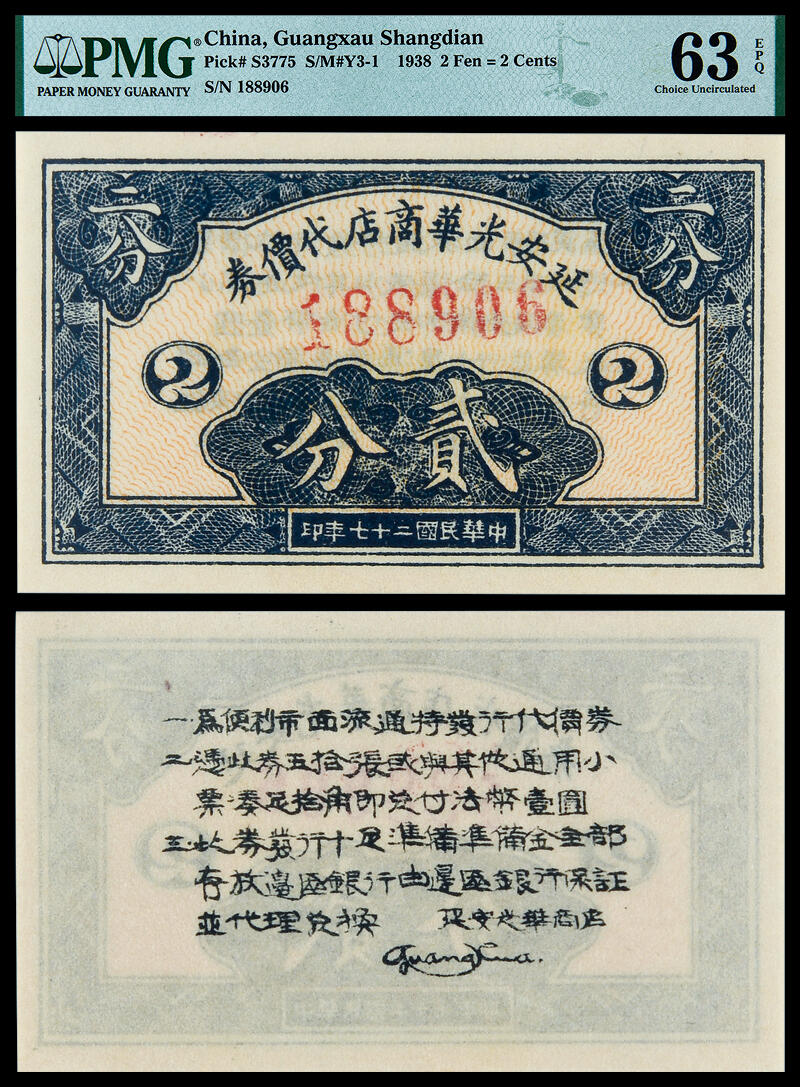 PMG®
PAPER MONEY GUARANTY
China, Guangxau Shangdian
Pick# S3775 S/M#Y3-1 1938 2 Fen = 2 Cents
S/N 188906
63 EPQ
Choice Uncirculated
二分
二分
延安光華商店代價券
188906
2
2
貳分
中華民國二十七年印
一.爲便利市面流通特發行代價券
二.憑此券五拾張或與其他通用小
票湊足拾角即兌付法幣壹圓
三.此券發行十足準備準備金全部
存放邊區銀行由邊區銀行保証
並代理兌換 延安光華商店
GuangHua.